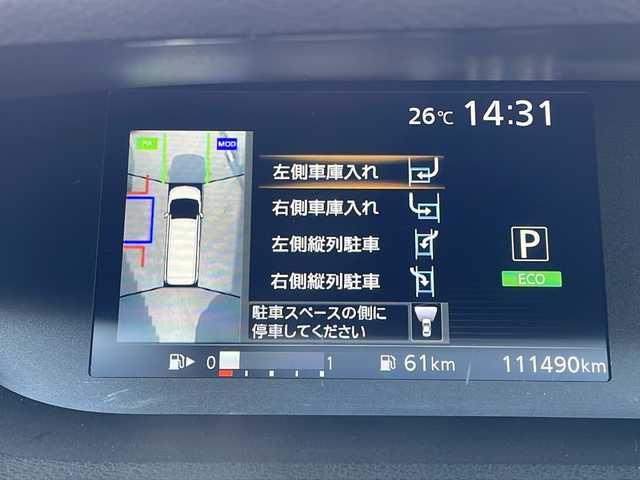 26℃ 14:31
PA MOD
左側車庫入れ
右側車庫入れ
左側縦列駐車
右側縦列駐車
P
ECO
駐車スペースの側に
停車してください
0 1 61km 111490km